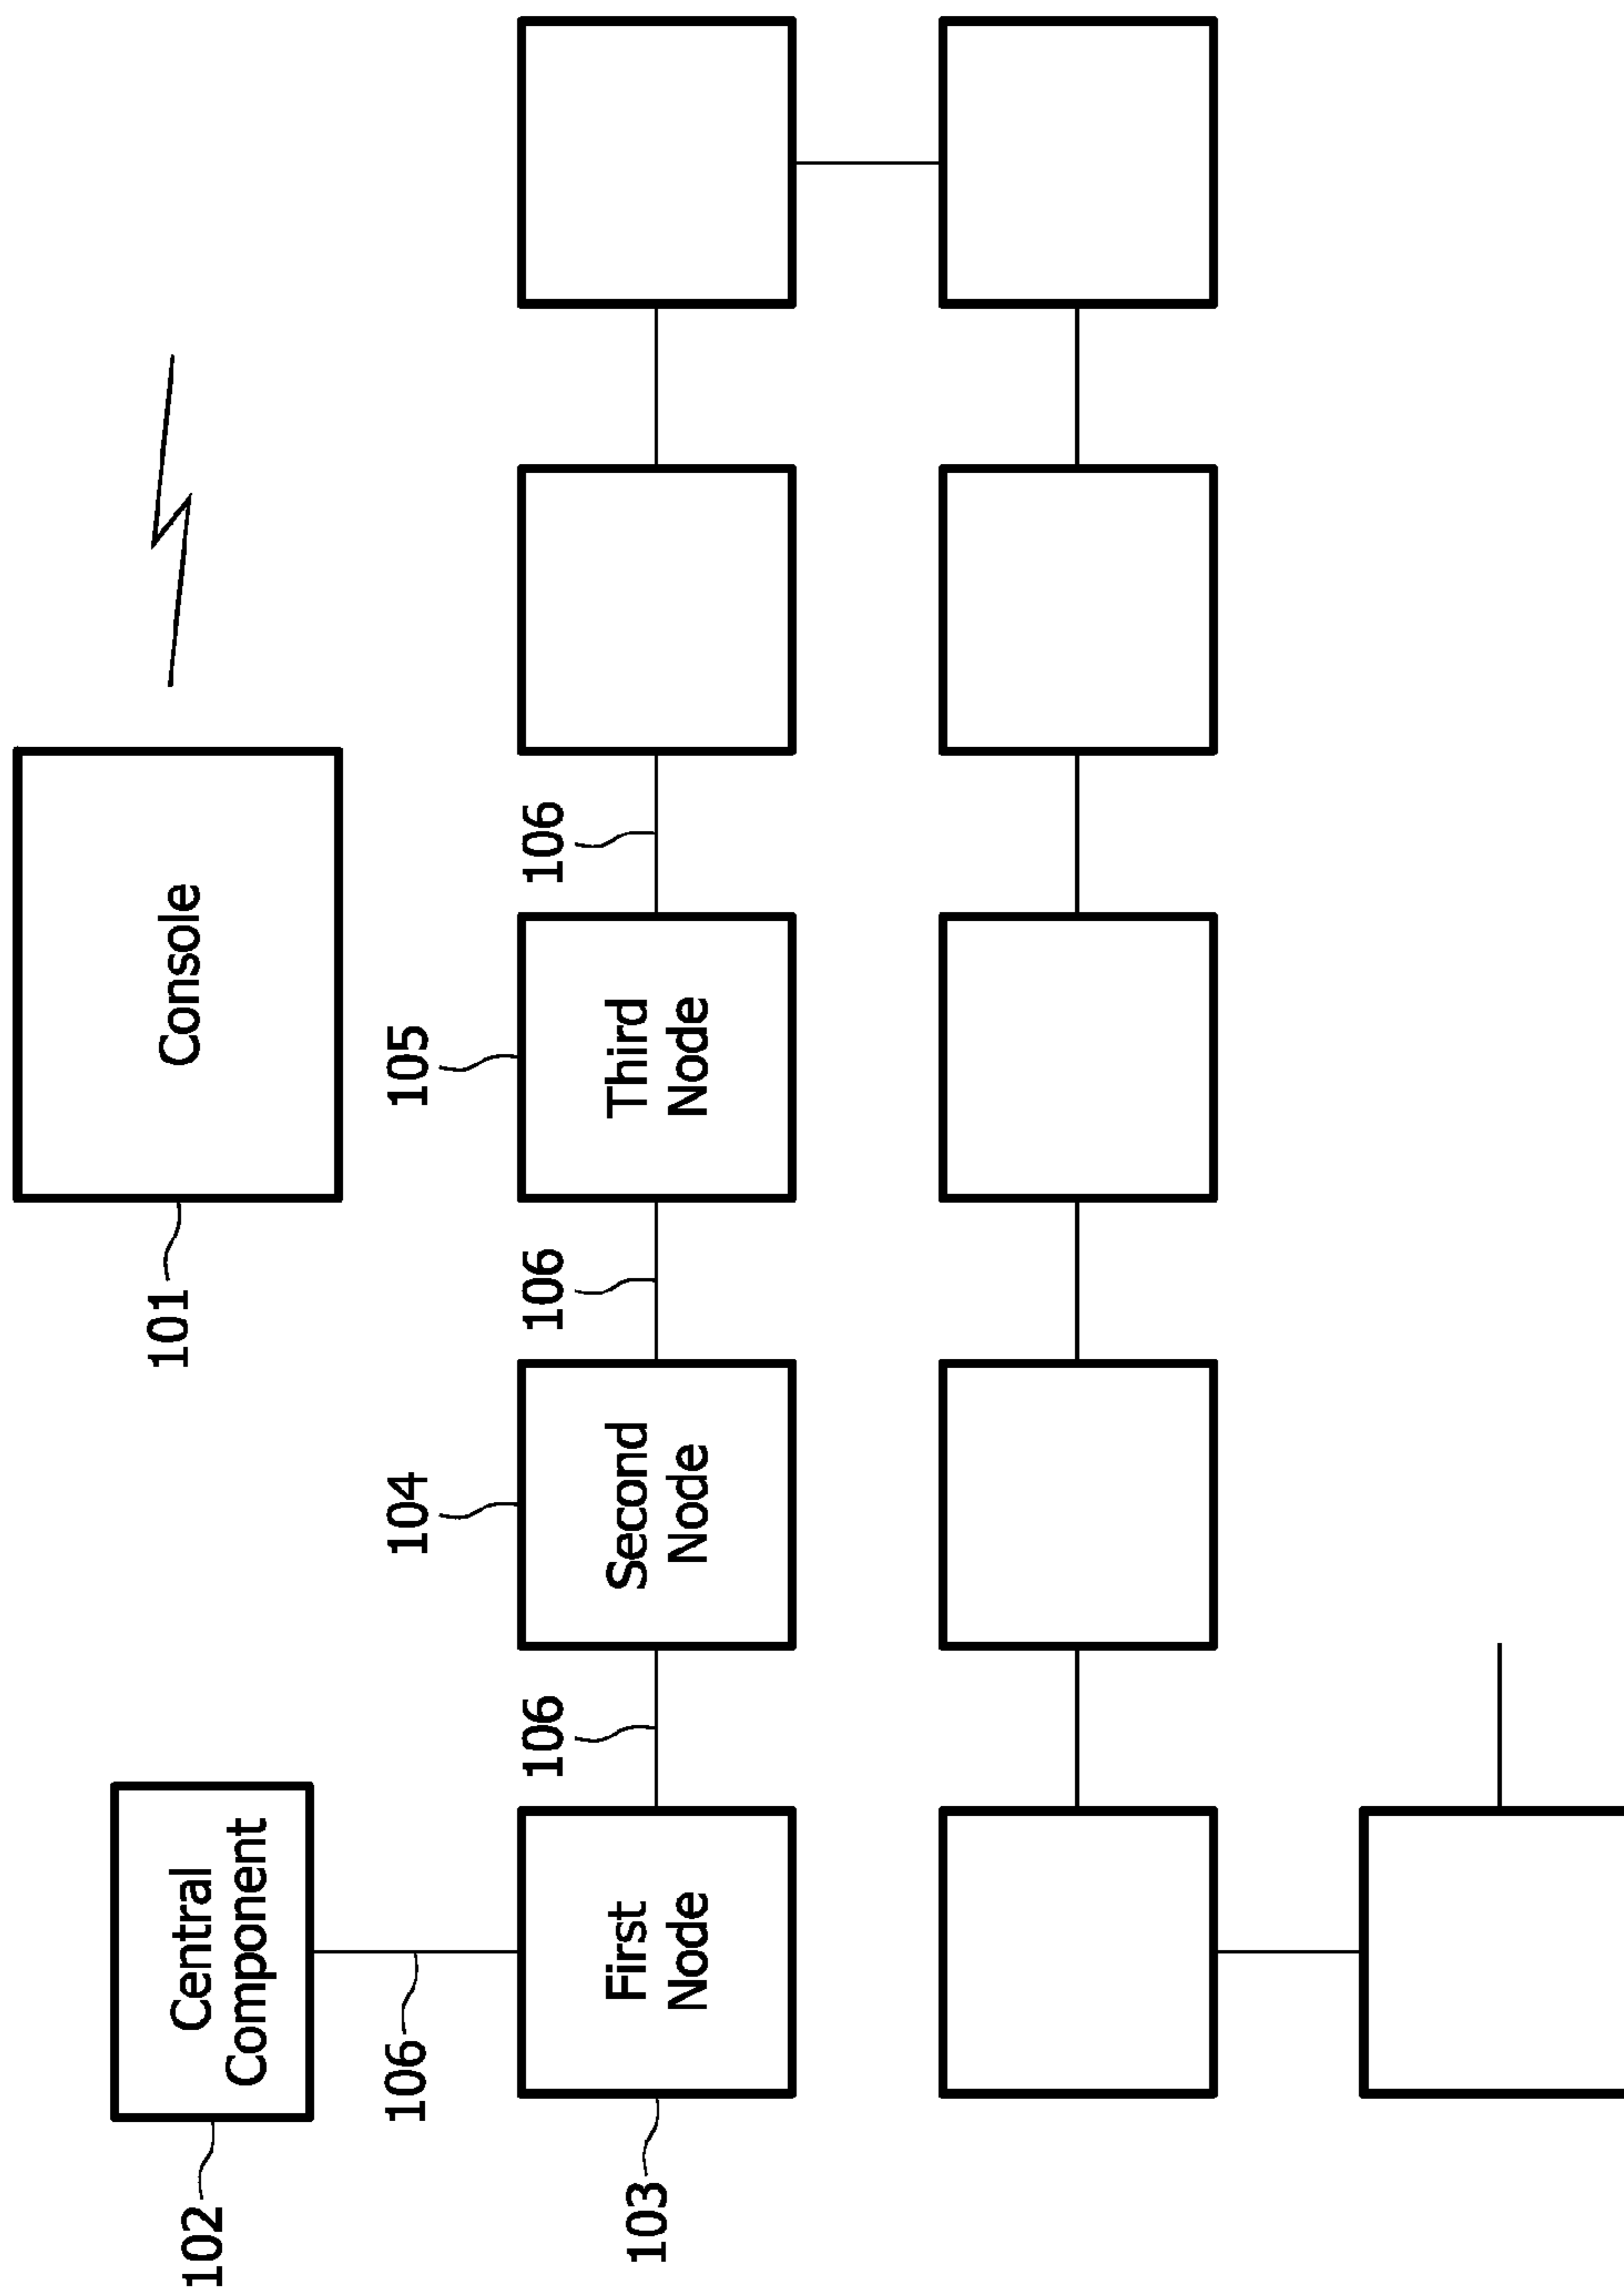 102
Central
Component
101
Console
106
104
105
106
106
106
103
First
Node
Second
Node
Third
Node